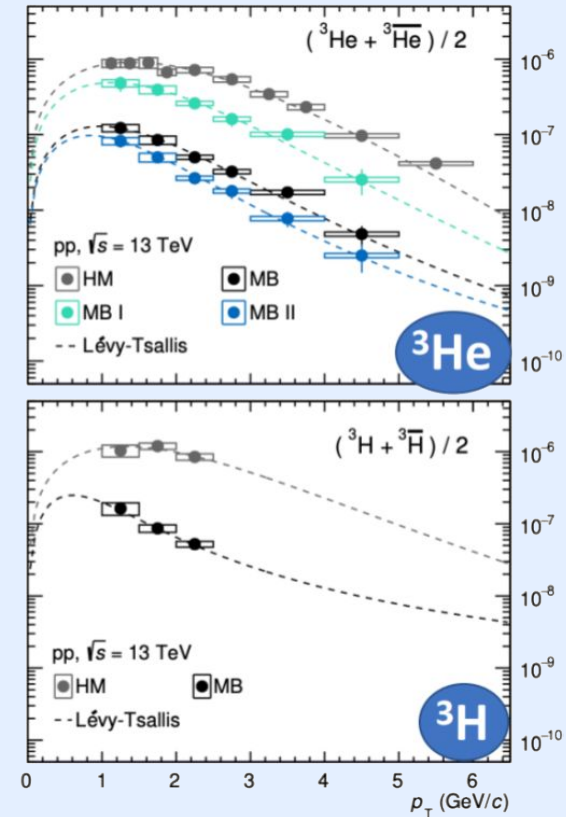 ( ³He + ³H̅e̅ ) / 2
10⁻⁶
10⁻⁷
10⁻⁸
10⁻⁹
10⁻¹⁰
pp, √s = 13 TeV
HM MB
MB I MB II
Lévy-Tsallis
³He
( ³H + ³H̅ ) / 2
10⁻⁶
10⁻⁷
10⁻⁸
10⁻⁹
10⁻¹⁰
pp, √s = 13 TeV
HM MB
Lévy-Tsallis
³H
0 1 2 3 4 5 6
p_T (GeV/c)